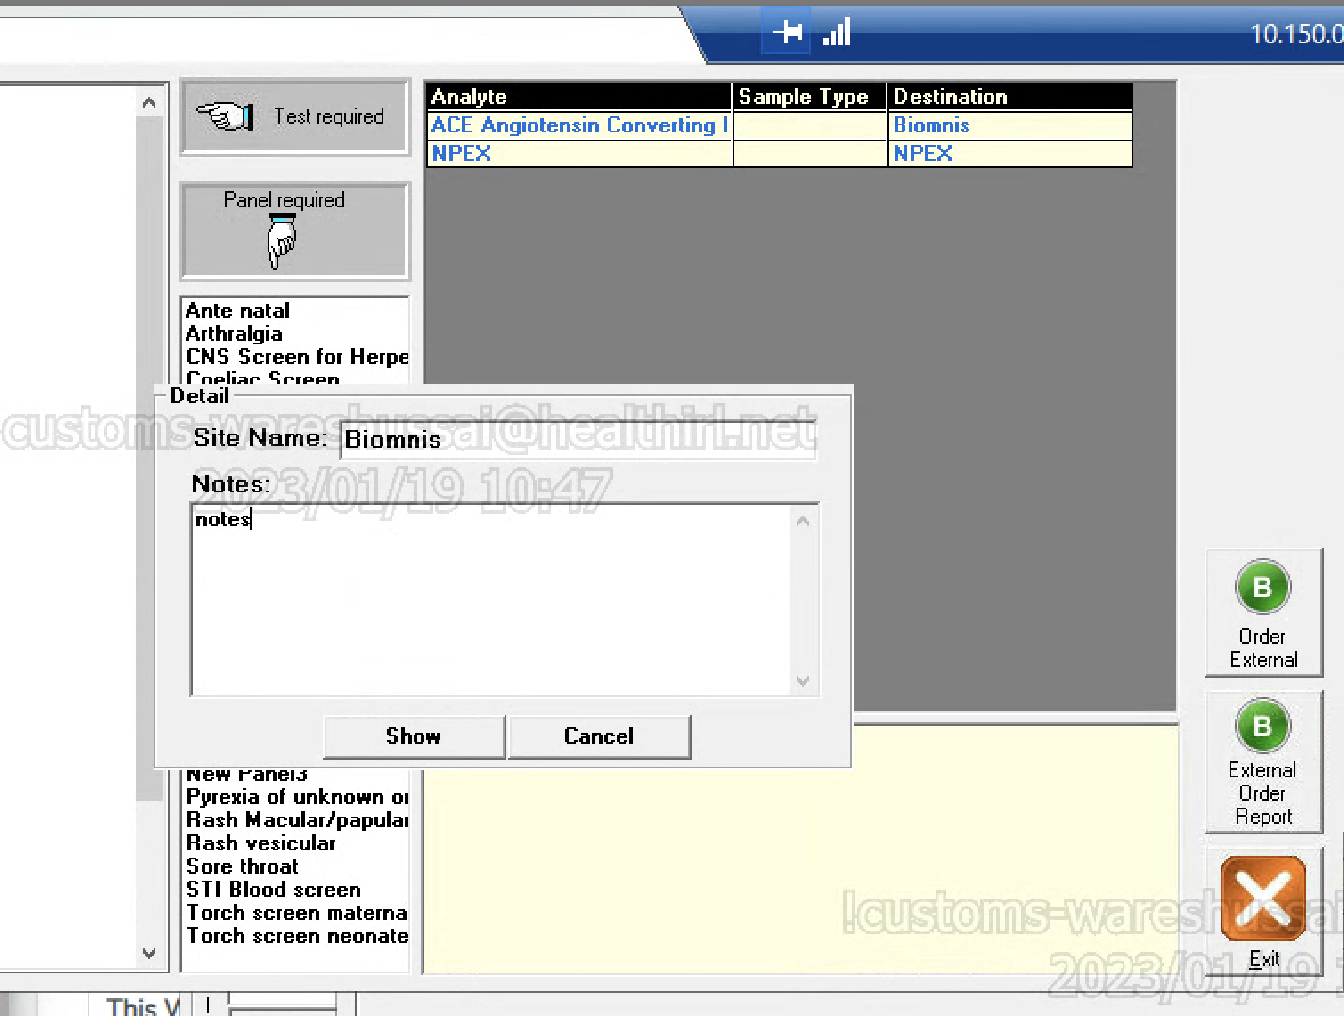 10.150.0
Test required
Panel required
Analyte Sample Type Destination
ACE Angiotensin Converting Biomnis
NPEX NPEX
Ante natal
Arthralgia
CNS Screen for Herpe
Coeliac Screen
Detail
Site Name: Biomnis
Notes:
notes
Show Cancel
New Panel3
Pyrexia of unknown
Rash Macular/papular
Rash vesicular
Sore throat
STI Blood screen
Torch screen materna
Torch screen neonate
Order
External
External
Order
Report
Exit
customs-wareshussai@healthirl.net
2023/01/19 10:47
!customs-wareshussai
2023/01/19
This